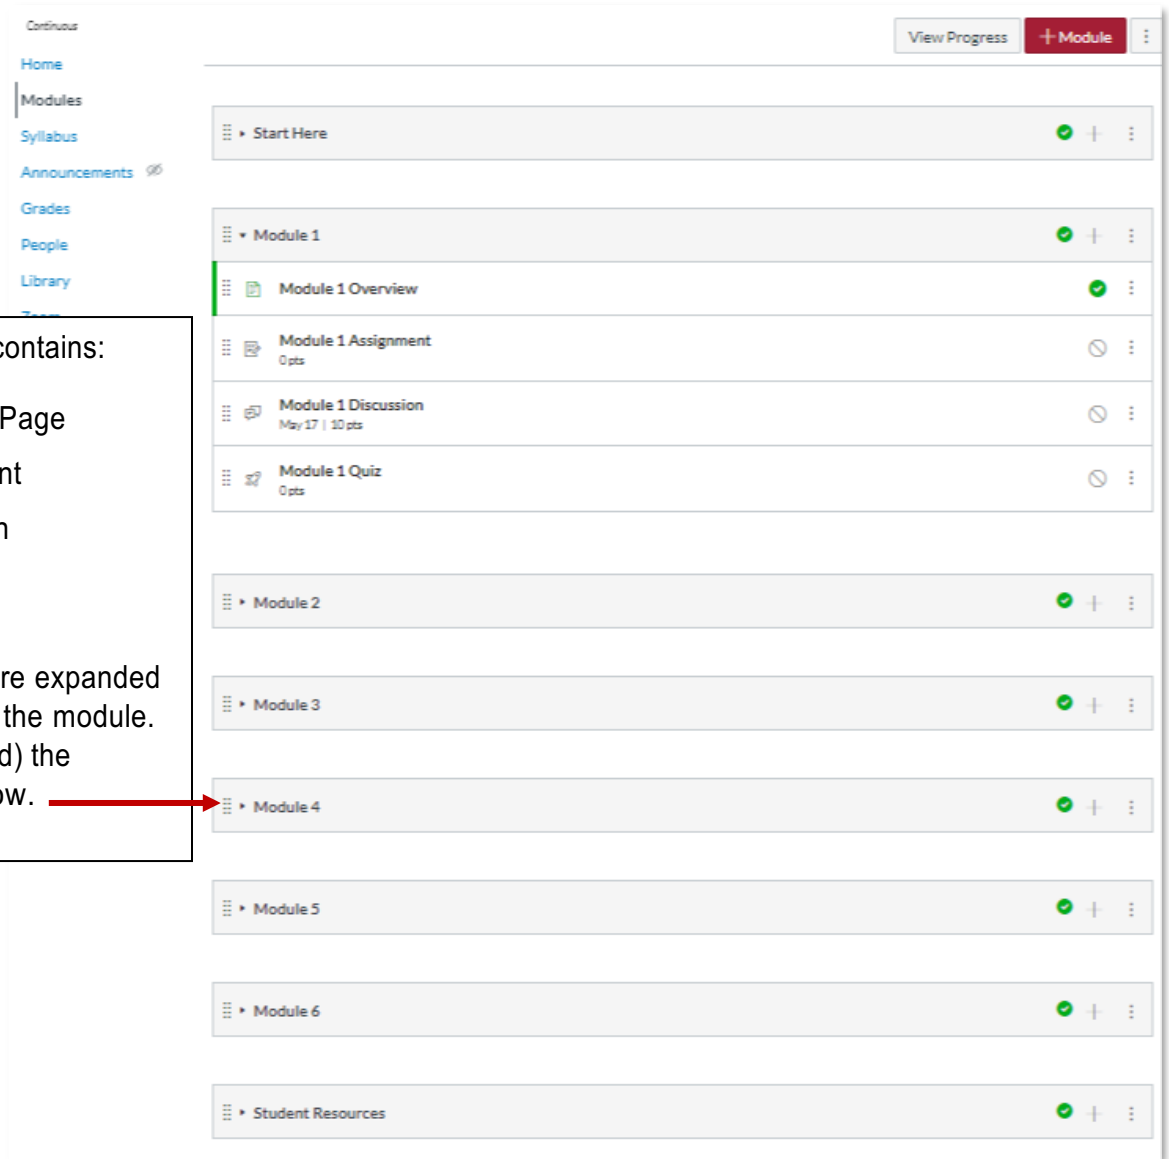 Continuous
View Progress
+ Module
Home
Modules
Syllabus
Announcements
Grades
People
Library
Zoom
contains:
Page
nt
n
re expanded
the module.
d) the
ow.
Start Here
Module 1
Module 1 Overview
Module 1 Assignment
0 pts
Module 1 Discussion
May 17 | 10 pts
Module 1 Quiz
0 pts
Module 2
Module 3
Module 4
Module 5
Module 6
Student Resources